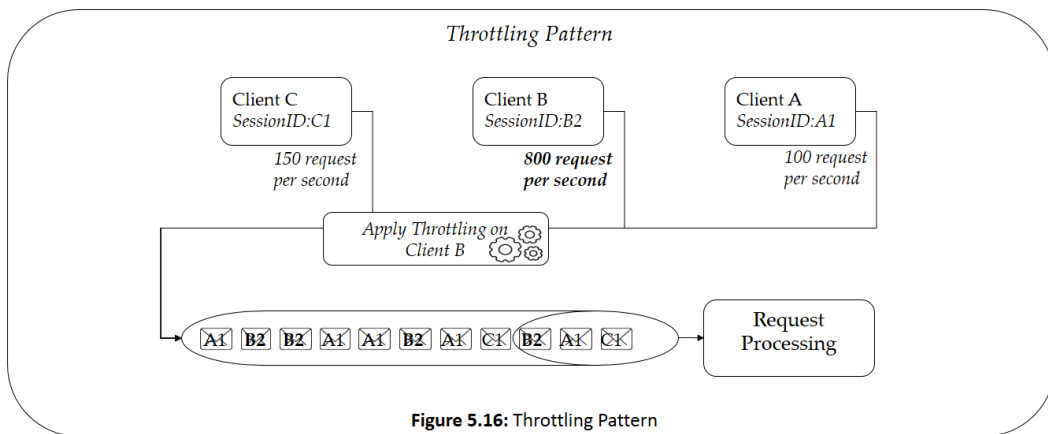 Throttling Pattern
Client C
SessionID:C1
150 request
per second
Client B
SessionID:B2
800 request
per second
Client A
SessionID:A1
100 request
per second
Apply Throttling on
Client B
A1 B2 B2 A1 A1 B2 A1 C1 B2 A1 C1
Request
Processing
Figure 5.16: Throttling Pattern